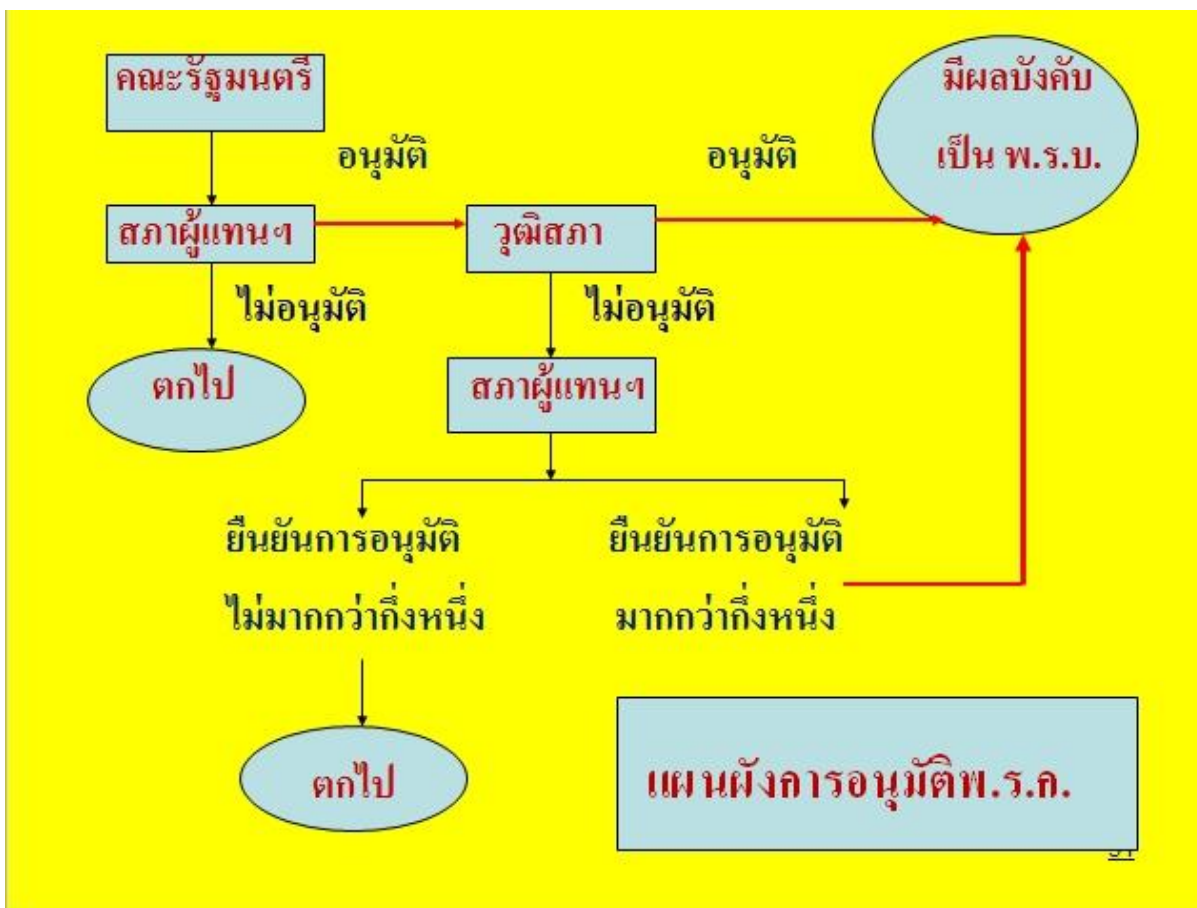 คณะรัฐมนตรี
มีผลบังคับ
เป็น พ.ร.บ.
อนุมัติ
อนุมัติ
สภาผู้แทนฯ
วุฒิสภา
ไม่อนุมัติ
ไม่อนุมัติ
ตกไป
สภาผู้แทนฯ
ยืนยันการอนุมัติ
ไม่มากกว่ากึ่งหนึ่ง
ยืนยันการอนุมัติ
มากกว่ากึ่งหนึ่ง
ตกไป
แผนผังการอนุมัติพ.ร.ก.